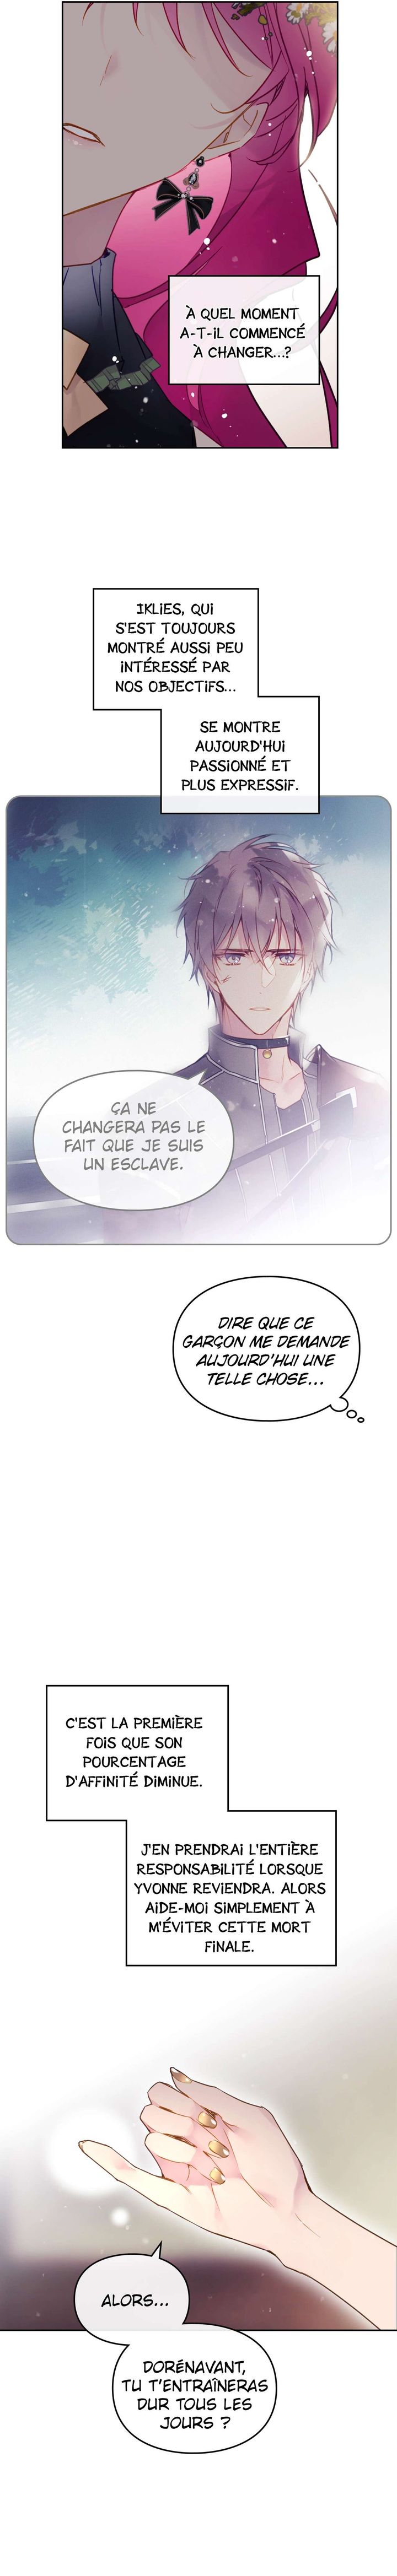 À QUEL MOMENT
A-T-IL COMMENCÉ
À CHANGER...?
IKLIES, QUI
S'EST TOUJOURS
MONTRÉ AUSSI PEU
INTÉRESSÉ PAR
NOS OBJECTIFS...
SE MONTRE
AUJOURD'HUI
PASSIONNÉ ET
PLUS EXPRESSIF.
ÇA NE
CHANGERA PAS LE
FAIT QUE JE SUIS
UN ESCLAVE.
DIRE QUE CE
GARÇON ME DEMANDE
AUJOURD'HUI UNE
TELLE CHOSE...
C'EST LA PREMIÈRE
FOIS QUE SON
POURCENTAGE
D'AFFINITÉ DIMINUE.
J'EN PRENDRAI L'ENTIÈRE
RESPONSABILITÉ LORSQUE
YVONNE REVIENDRA. ALORS
AIDE-MOI SIMPLEMENT À
M'ÉVITER CETTE MORT
FINALE.
ALORS...
DORÉNAVANT,
TU T'ENTRAÎNERAS
DUR TOUS LES
JOURS ?